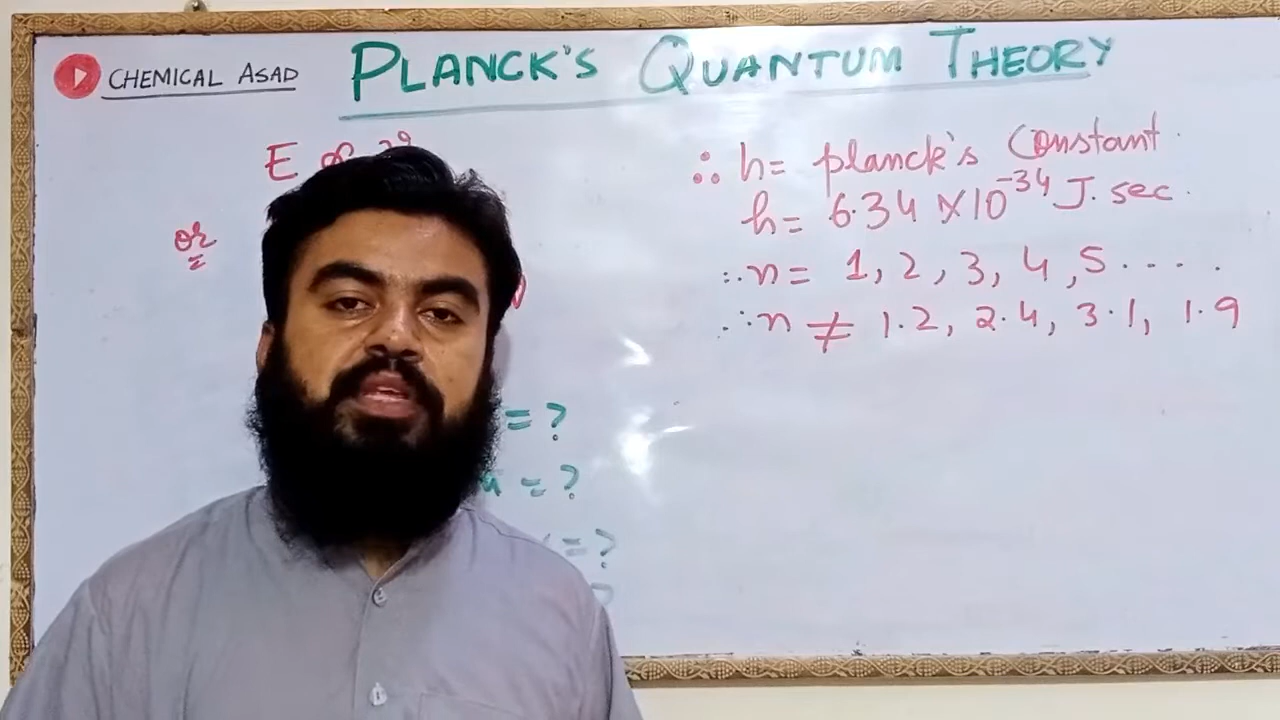 CHEMICAL ASAD
PLANCK'S QUANTUM THEORY
E ∝
or
= ?
= ?
= ?
∴ h = planck's Constant
h = 6.34 × 10⁻³⁴ J. sec
∴ n = 1, 2, 3, 4, 5 . . . .
∴ n ≠ 1.2, 2.4, 3.1, 1.9